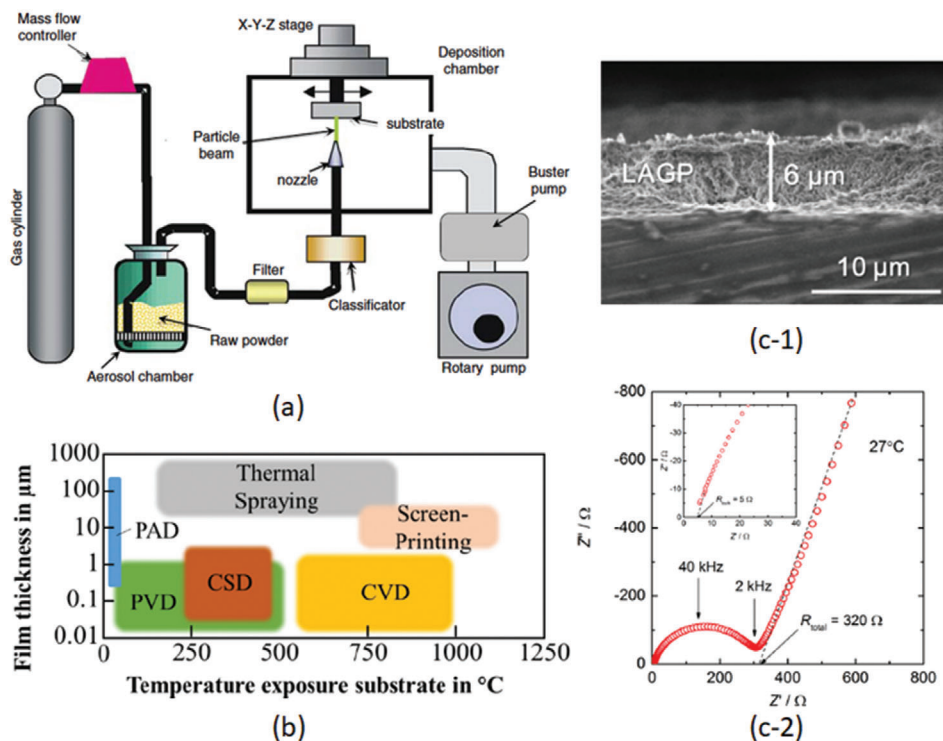 Mass flow
controller
X-Y-Z stage
Deposition
chamber
substrate
Particle
beam
nozzle
Gas cylinder
Buster
pump
Filter
Classificator
Raw powder
Aerosol chamber
Rotary pump
(a)
LAGP
6 μm
10 μm
(c-1)
Film thickness in μm
1000
100
10
1
0.1
0.01
Thermal
Spraying
Screen-
Printing
PAD
PVD
CSD
CVD
0
250
500
750
1000
1250
Temperature exposure substrate in °C
(b)
-800
-600
-400
-200
0
Z'' / Ω
-40
-30
-20
-10
0
Z'' / Ω
R bulk = 5 Ω
0
10
20
30
40
Z' / Ω
27°C
40 kHz
2 kHz
R total = 320 Ω
0
200
400
600
800
Z' / Ω
(c-2)